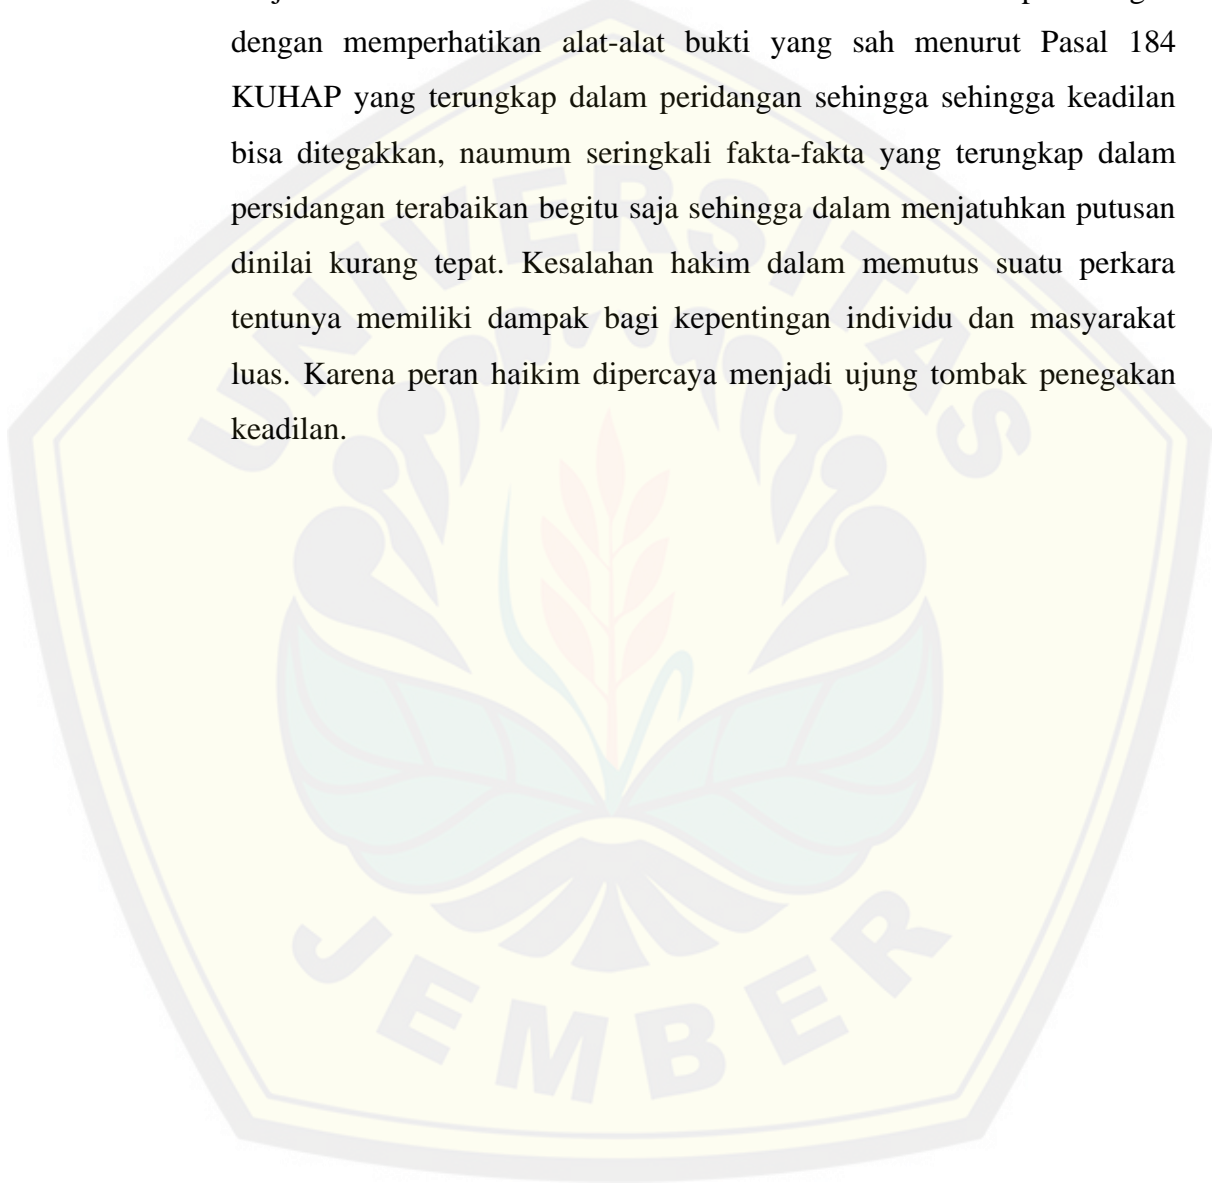 dengan memperhatikan alat-alat bukti yang sah menurut Pasal 184
KUHAP yang terungkap dalam peridangan sehingga sehingga keadilan
bisa ditegakkan, naumum seringkali fakta-fakta yang terungkap dalam
persidangan terabaikan begitu saja sehingga dalam menjatuhkan putusan
dinilai kurang tepat. Kesalahan hakim dalam memutus suatu perkara
tentunya memiliki dampak bagi kepentingan individu dan masyarakat
luas. Karena peran haikim dipercaya menjadi ujung tombak penegakan
keadilan.
UNIVERSITAS
JEMBER